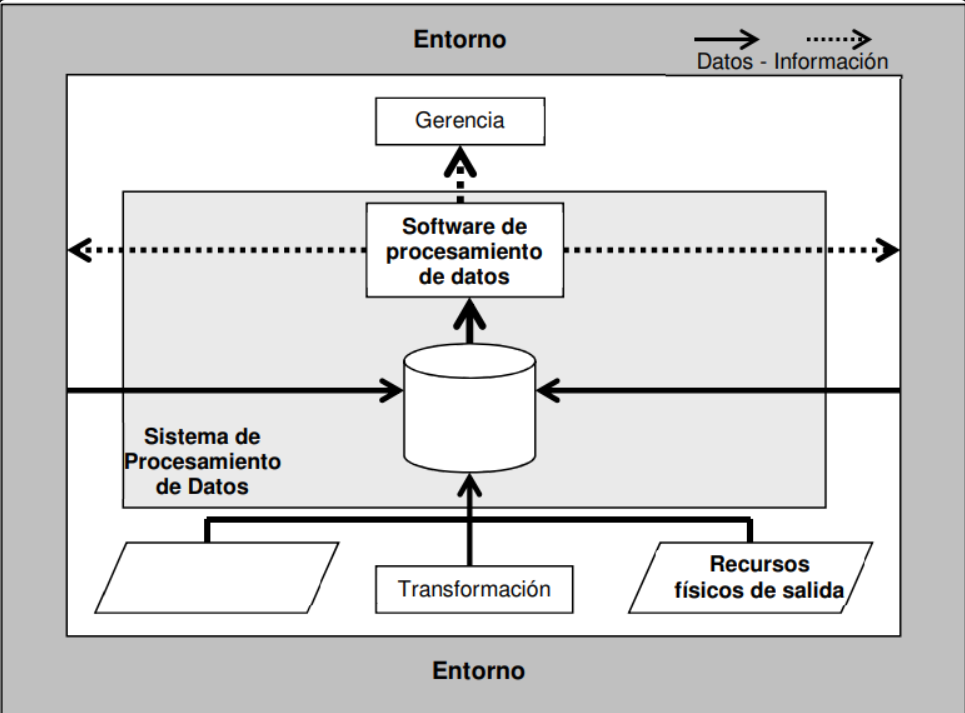 Entorno
Datos - Información
Gerencia
Software de
procesamiento
de datos
Sistema de
Procesamiento
de Datos
Transformación
Recursos
físicos de salida
Entorno